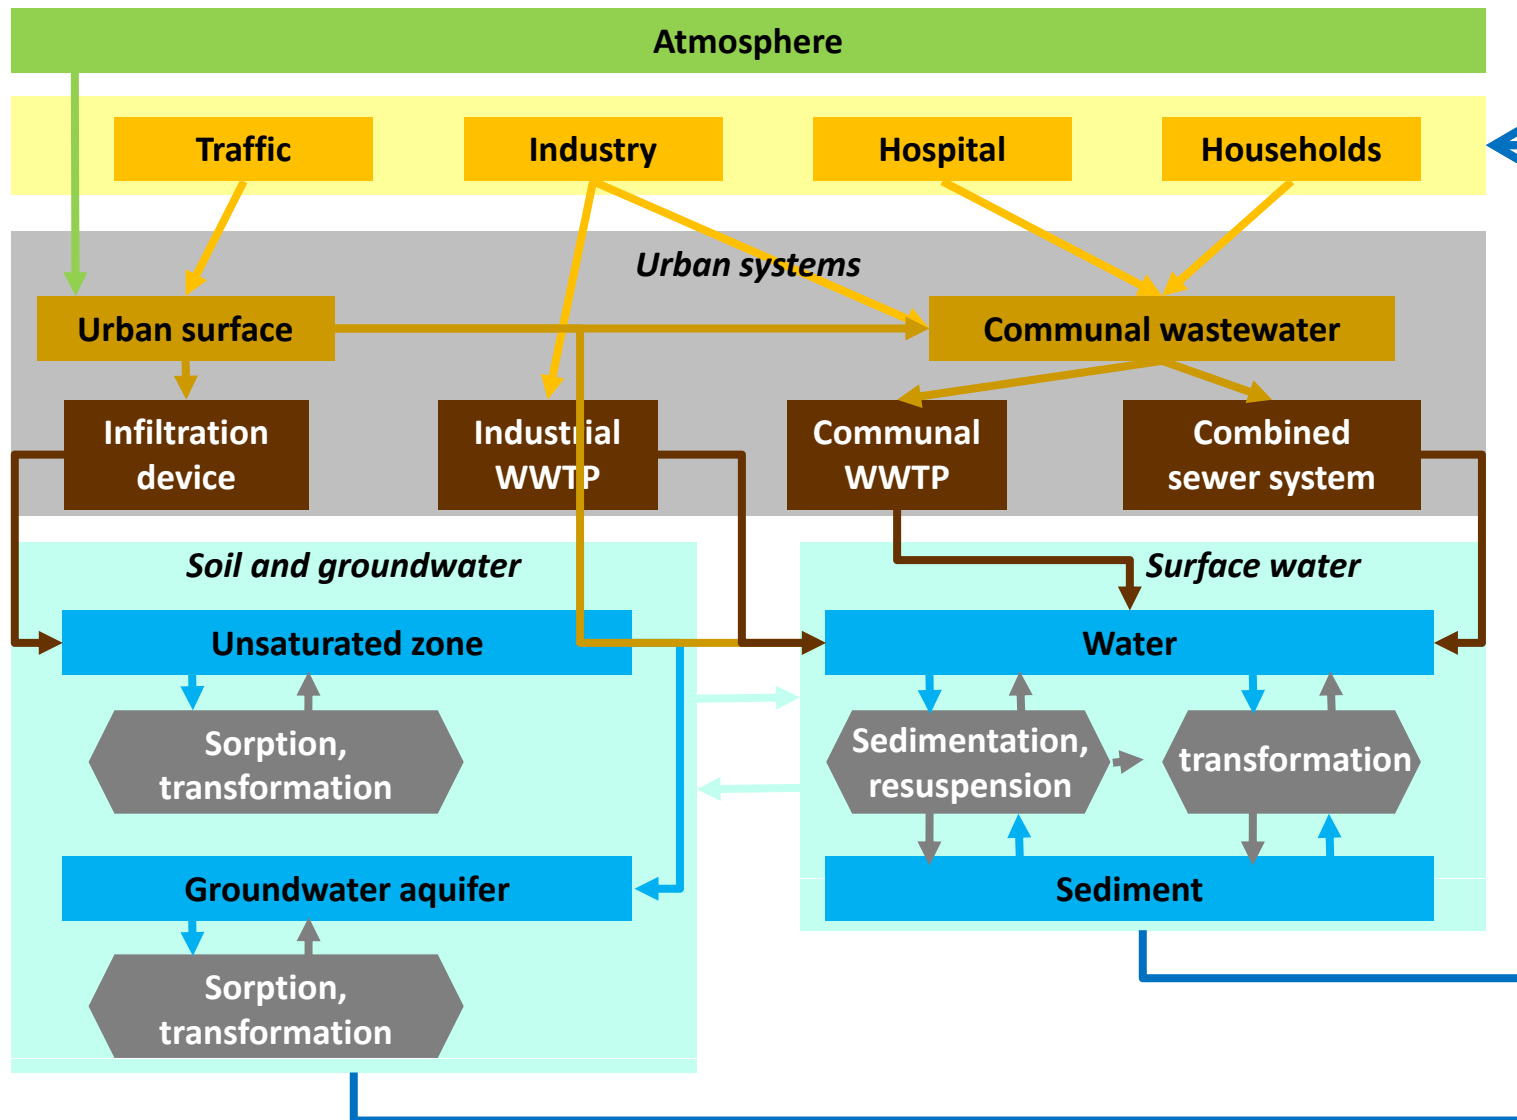 Atmosphere
Traffic
Industry
Hospital
Households
Urban systems
Urban surface
Communal wastewater
Infiltration
device
Industrial
WWTP
Communal
WWTP
Combined
sewer system
Soil and groundwater
Surface water
Unsaturated zone
Water
Sorption,
transformation
Sedimentation,
resuspension
transformation
Groundwater aquifer
Sediment
Sorption,
transformation